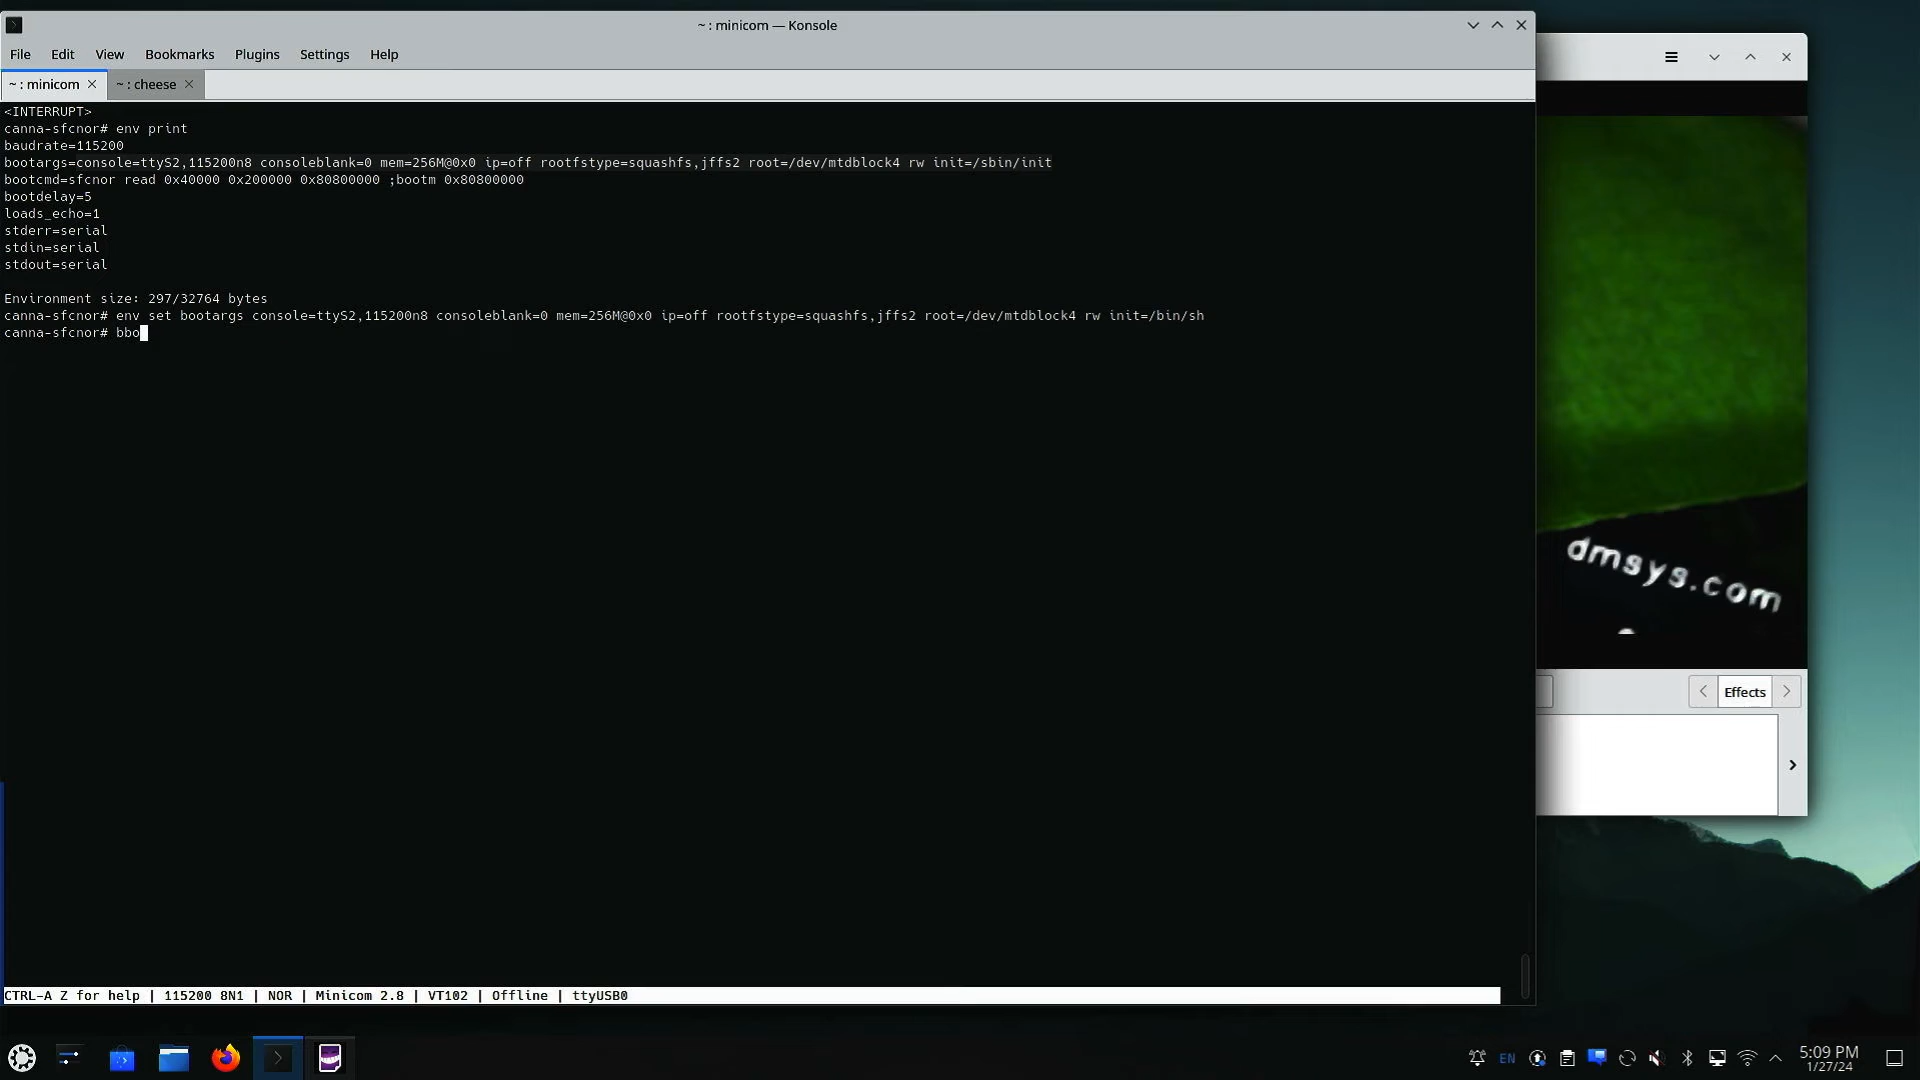 ~ : minicom — Konsole
File Edit View Bookmarks Plugins Settings Help
~ : minicom ~ : cheese
<INTERRUPT>
canna-sfcnor# env print
baudrate=115200
bootargs=console=ttyS2,115200n8 consoleblank=0 mem=256M@0x0 ip=off rootfstype=squashfs,jffs2 root=/dev/mtdblock4 rw init=/sbin/init
bootcmd=sfcnor read 0x40000 0x200000 0x80800000 ;bootm 0x80800000
bootdelay=5
loads_echo=1
stderr=serial
stdin=serial
stdout=serial
Environment size: 297/32764 bytes
canna-sfcnor# env set bootargs console=ttyS2,115200n8 consoleblank=0 mem=256M@0x0 ip=off rootfstype=squashfs,jffs2 root=/dev/mtdblock4 rw init=/bin/sh
canna-sfcnor# bbo
CTRL-A Z for help | 115200 8N1 | NOR | Minicom 2.8 | VT102 | Offline | ttyUSB0
dmsys.com
Effects
EN
5:09 PM
1/27/24